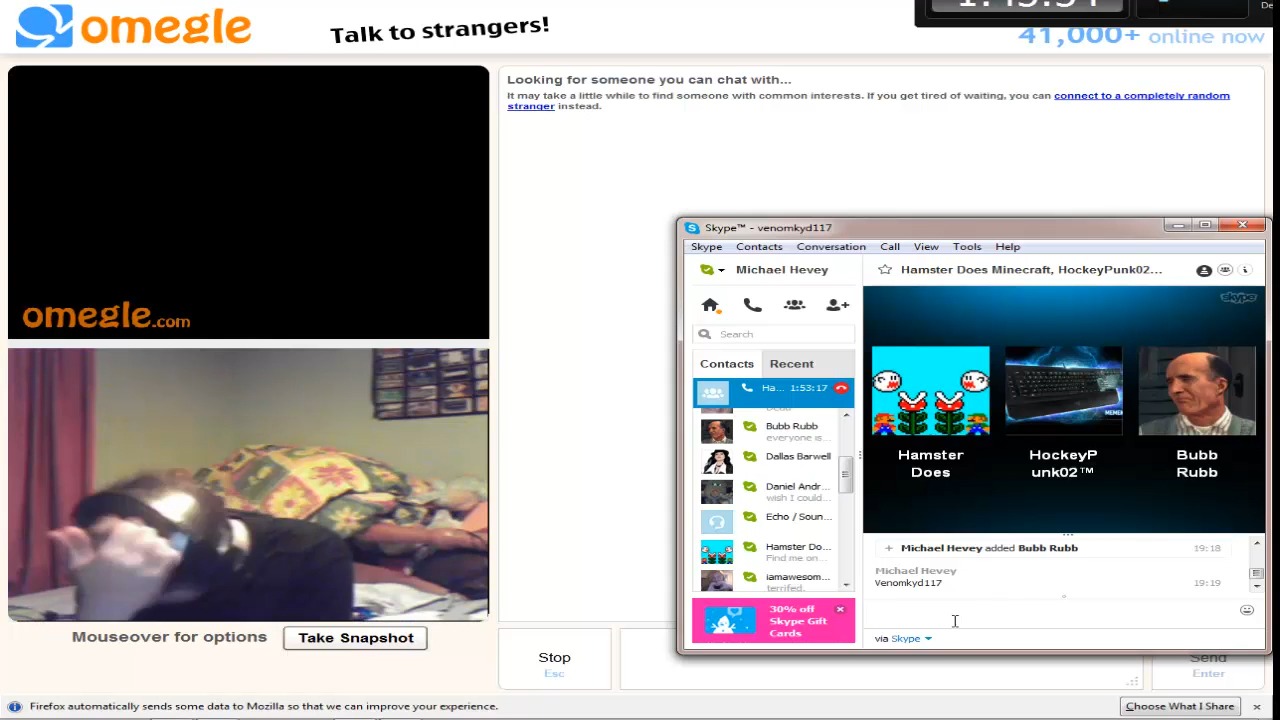 omegle
Talk to strangers!
41,000+ online now
Looking for someone you can chat with...
It may take a little while to find someone with common interests. If you get tired of waiting, you can connect to a completely random
stranger instead.
omegle.com
Mouseover for options
Take Snapshot
Stop
Esc
Send
Enter
Skype™ - venomkyd117
Skype Contacts Conversation Call View Tools Help
Michael Hevey
Search
Contacts Recent
Ha... 1:53:17
Bubb Rubb
everyone is...
Dallas Barwell
Daniel Andr...
wish I could...
Echo / Soun...
Hamster Do...
Find me on...
iamawesom...
terrifed.
30% off
Skype Gift
Cards
Hamster Does Minecraft, HockeyPunk02...
skype
Hamster
Does
HockeyP
unk02™
Bubb
Rubb
Michael Hevey added Bubb Rubb 19:18
Michael Hevey
Venomkyd117 19:19
via Skype
Firefox automatically sends some data to Mozilla so that we can improve your experience.
Choose What I Share